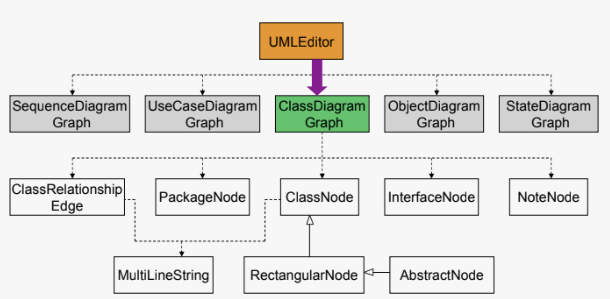 UMLEditor
SequenceDiagram
Graph
UseCaseDiagram
Graph
ClassDiagram
Graph
ObjectDiagram
Graph
StateDiagram
Graph
ClassRelationship
Edge
PackageNode
ClassNode
InterfaceNode
NoteNode
MultiLineString
RectangularNode
AbstractNode